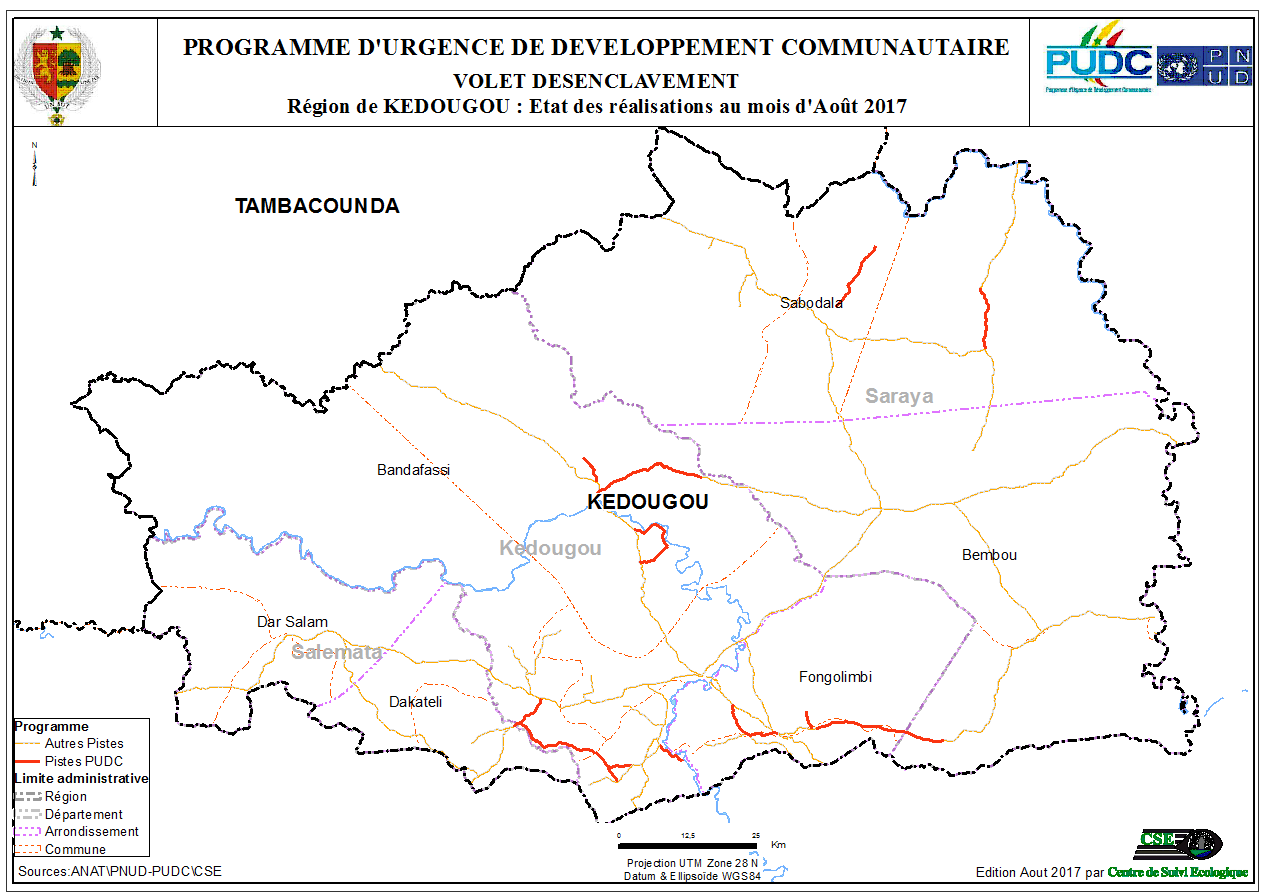 PROGRAMME D'URGENCE DE DEVELOPPEMENT COMMUNAUTAIRE
VOLET DESENCLAVEMENT
Région de KEDOUGOU : Etat des réalisations au mois d'Août 2017
PUDC
Programme d'Urgence de Développement Communautaire
P N
U D
N
TAMBACOUNDA
Sabodala
Saraya
Bandafassi
KEDOUGOU
Kedougou
Bembou
Dar Salam
Salemata
Fongolimbi
Dakateli
Programme
Autres Pistes
Pistes PUDC
Limite administrative
Région
Département
Arrondissement
Commune
0 12,5 25
Km
Projection UTM Zone 28 N
Datum & Ellipsoïde WGS84
CSE
Sources:ANAT\PNUD-PUDC\CSE
Edition Aout 2017 par Centre de Suivi Ecologique